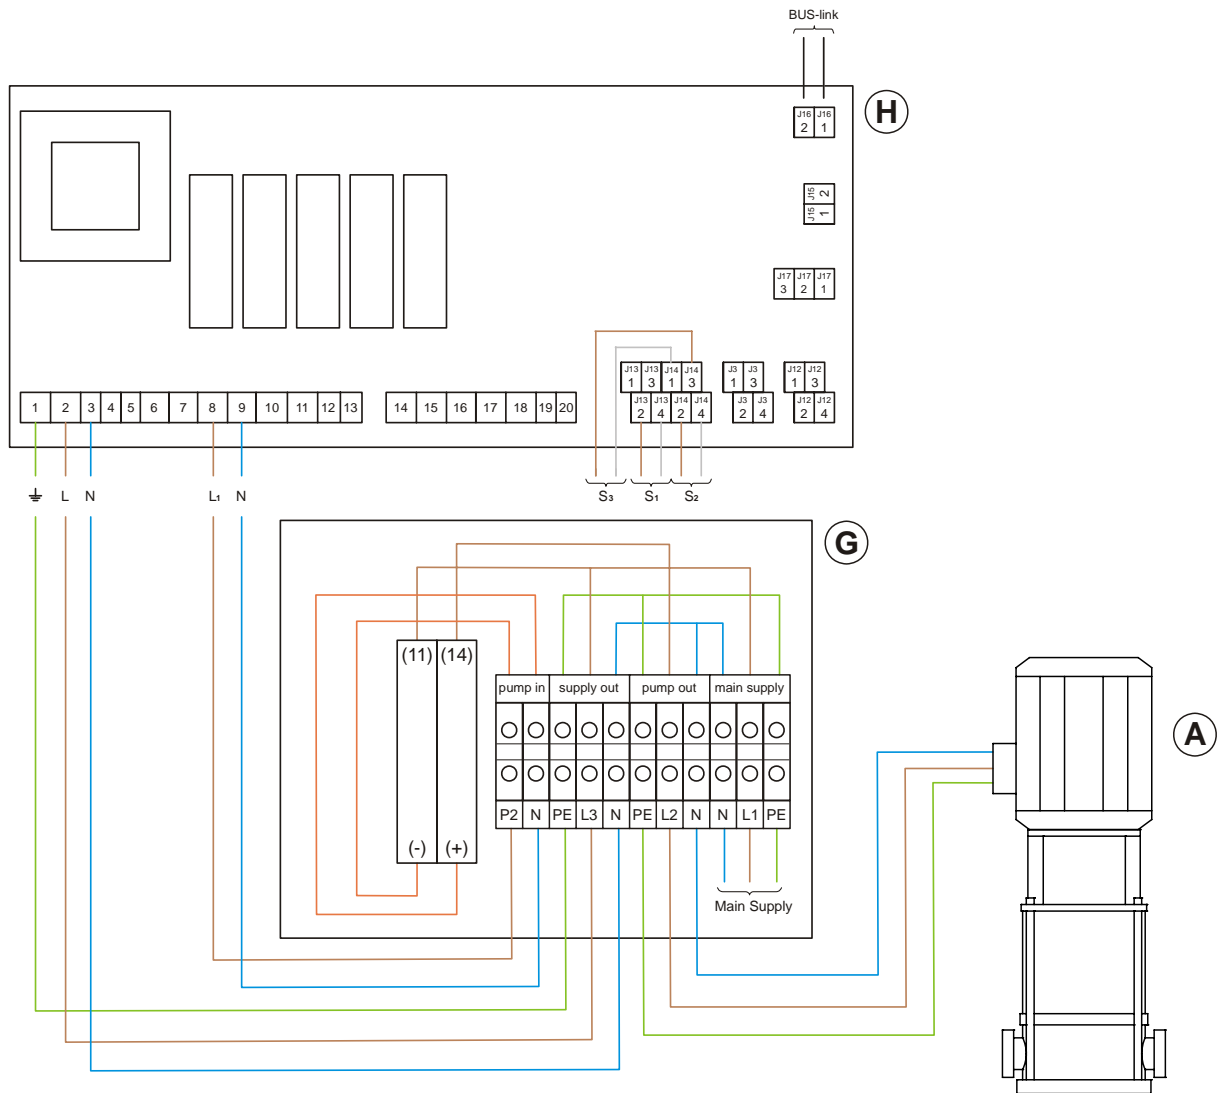 BUS-link
H
J16 J16
2 1
J15 2
J15 1
J17 J17 J17
3 2 1
J13 J13 J14 J14
1 3 1 3
J3 J3
1 3
J12 J12
1 3
J13 J13 J14 J14
2 4 2 4
J3 J3
2 4
J12 J12
2 4
1 2 3 4 5 6 7 8 9 10 11 12 13
14 15 16 17 18 19 20
L N L1 N
S3 S1 S2
G
(11) (14)
pump in supply out pump out main supply
A
P2 N PE L3 N PE L2 N N L1 PE
(-) (+)
Main Supply